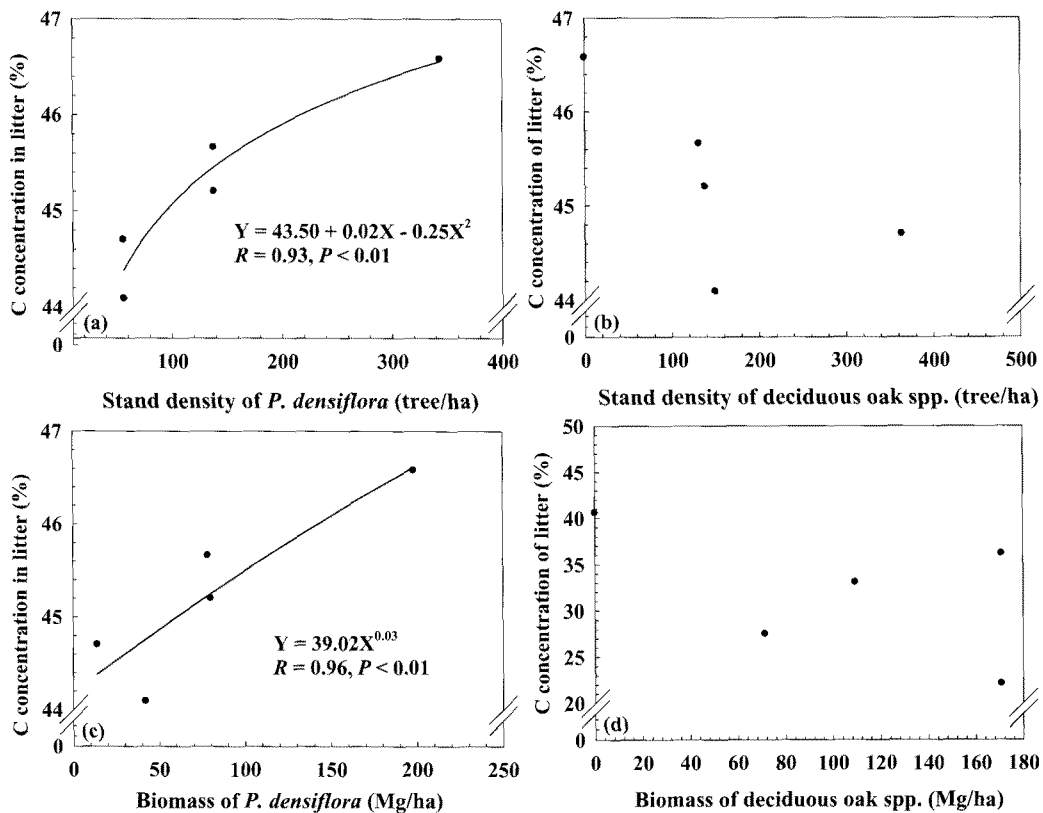 47
46
45
44
0
C concentration in litter (%)
(a)
Y = 43.50 + 0.02X - 0.25X²
R = 0.93, P < 0.01
100 200 300 400
Stand density of P. densiflora (tree/ha)
47
46
45
44
0
C concentration of litter (%)
(b)
0 100 200 300 400 500
Stand density of deciduous oak spp. (tree/ha)
47
46
45
44
0
C concentration in litter (%)
(c)
Y = 39.02X^0.03
R = 0.96, P < 0.01
0 50 100 150 200 250
Biomass of P. densiflora (Mg/ha)
50
45
40
35
30
25
20
0
C concentration of litter (%)
(d)
0 20 40 60 80 100 120 140 160 180
Biomass of deciduous oak spp. (Mg/ha)